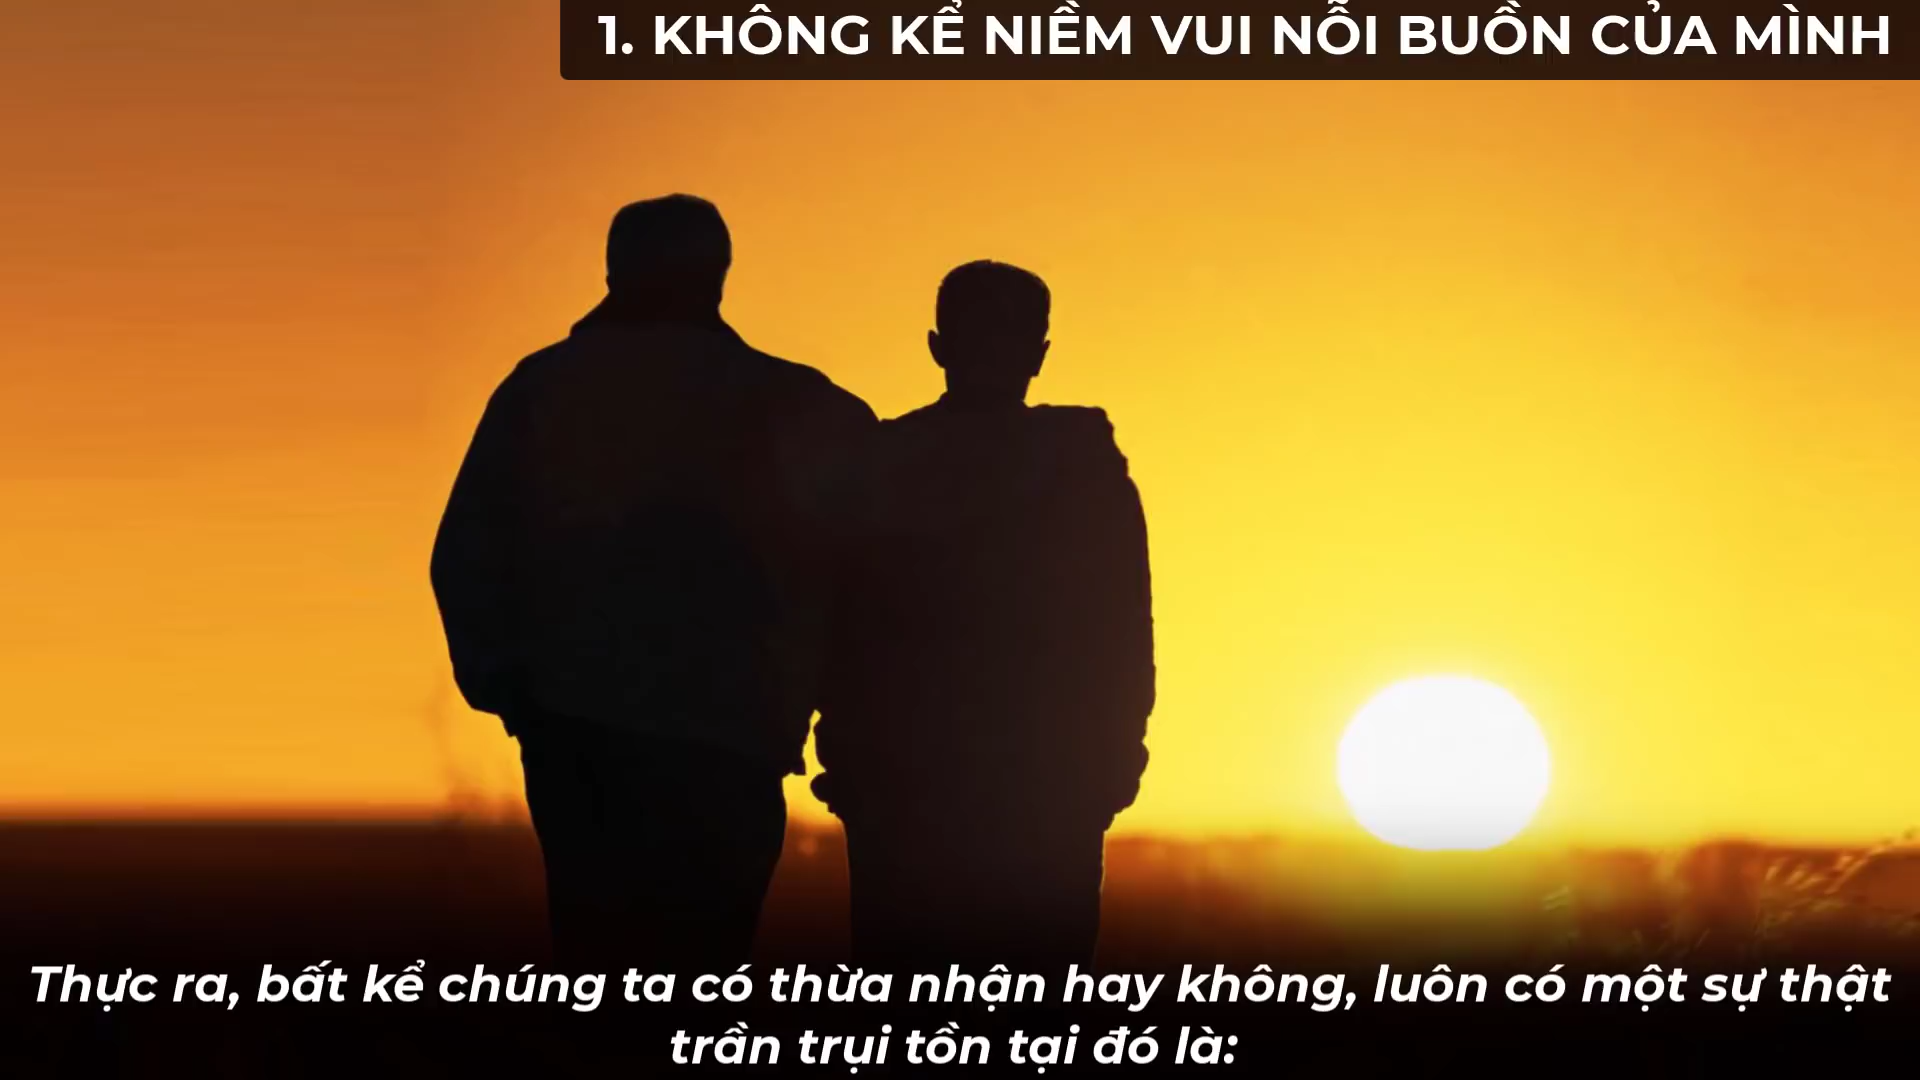 1. KHÔNG KỂ NIỀM VUI NỖI BUỒN CỦA MÌNH
Thực ra, bất kể chúng ta có thừa nhận hay không, luôn có một sự thật
trần trụi tồn tại đó là: